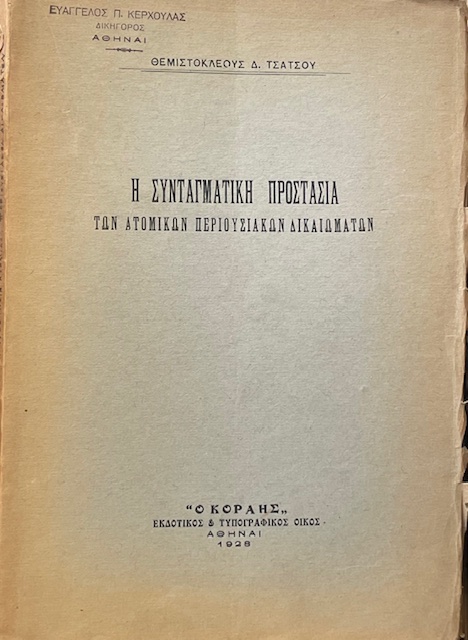 ΕΥΑΓΓΕΛΟΣ Π. ΚΕΡΧΟΥΛΑΣ
ΔΙΚΗΓΟΡΟΣ
ΑΘΗΝΑΙ
ΘΕΜΙΣΤΟΚΛΕΟΥΣ Δ. ΤΣΑΤΣΟΥ
Η ΣΥΝΤΑΓΜΑΤΙΚΗ ΠΡΟΣΤΑΣΙΑ
ΤΩΝ ΑΤΟΜΙΚΩΝ ΠΕΡΙΟΥΣΙΑΚΩΝ ΔΙΚΑΙΩΜΑΤΩΝ
“Ο ΚΟΡΑΗΣ„
ΕΚΔΟΤΙΚΟΣ & ΤΥΠΟΓΡΑΦΙΚΟΣ ΟΙΚΟΣ
ΑΘΗΝΑΙ
1928